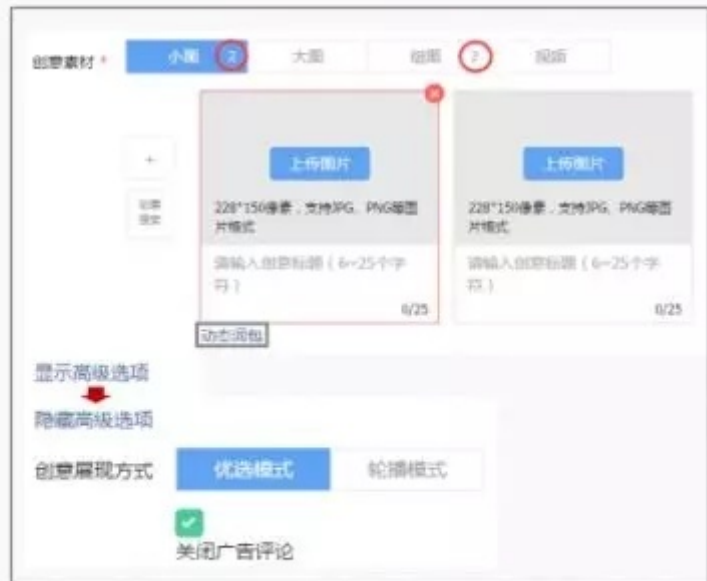 创意素材 *
小图 2 大图 组图 2 视频
+
上传图片
上传图片
228*150像素，支持JPG、PNG等图
片格式
228*150像素，支持JPG、PNG等图
片格式
请输入创意标题（6~25个字
符）
请输入创意标题（6~25个字
符）
0/25
0/25
动态词包
显示高级选项
隐藏高级选项
创意展现方式 优选模式 轮播模式
关闭广告评论